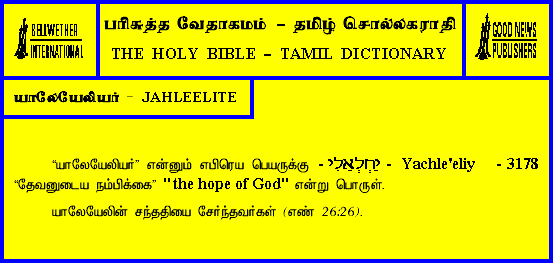 BELLWETHER
INTERNATIONAL
பரிசுத்த வேதாகமம் - தமிழ் சொல்லகராதி
THE HOLY BIBLE - TAMIL DICTIONARY
GOOD NEWS
PUBLISHERS
யாலேயேலியர் - JAHLEELITE
“யாலேயேலியர்” என்னும் எபிரெய பெயருக்கு - יַחְלְאֵלִי - Yachle'eliy - 3178
“தேவனுடைய நம்பிக்கை” "the hope of God" என்று பொருள்.
யாலேயேலின் சந்ததியை சேர்ந்தவர்கள் (எண் 26:26).